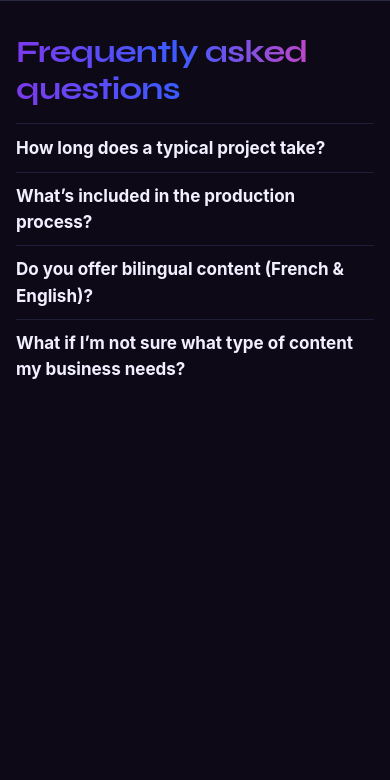 Frequently asked
questions
How long does a typical project take?
What’s included in the production
process?
Do you offer bilingual content (French &
English)?
What if I’m not sure what type of content
my business needs?